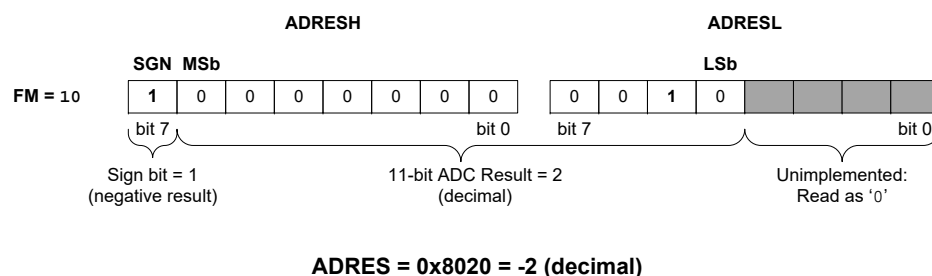 ADRESH ADRESL
SGN MSb LSb
FM = 10 1 0 0 0 0 0 0 0 0 0 1 0
bit 7 bit 0 bit 7 bit 0
Sign bit = 1 11-bit ADC Result = 2 Unimplemented:
(negative result) (decimal) Read as ‘0’
ADRES = 0x8020 = -2 (decimal)